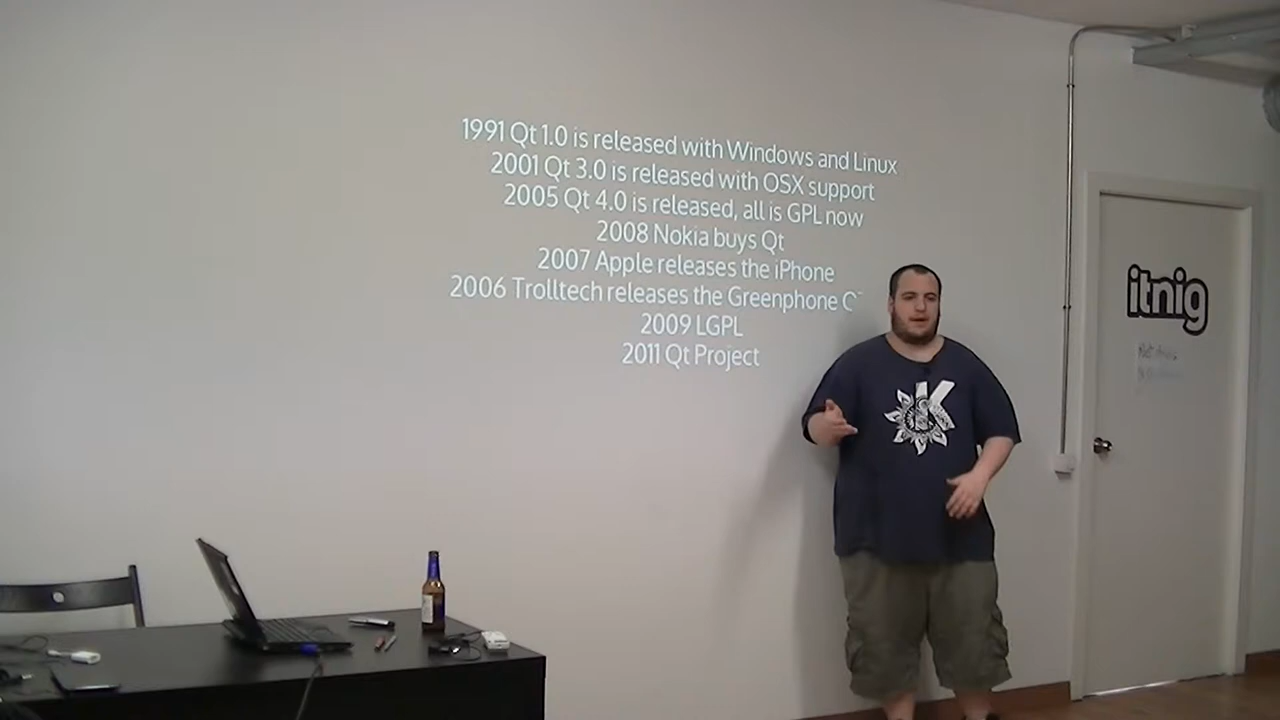 1991 Qt 1.0 is released with Windows and Linux
2001 Qt 3.0 is released with OSX support
2005 Qt 4.0 is released, all is GPL now
2008 Nokia buys Qt
2007 Apple releases the iPhone
2006 Trolltech releases the Greenphone
2009 LGPL
2011 Qt Project
K
itnig